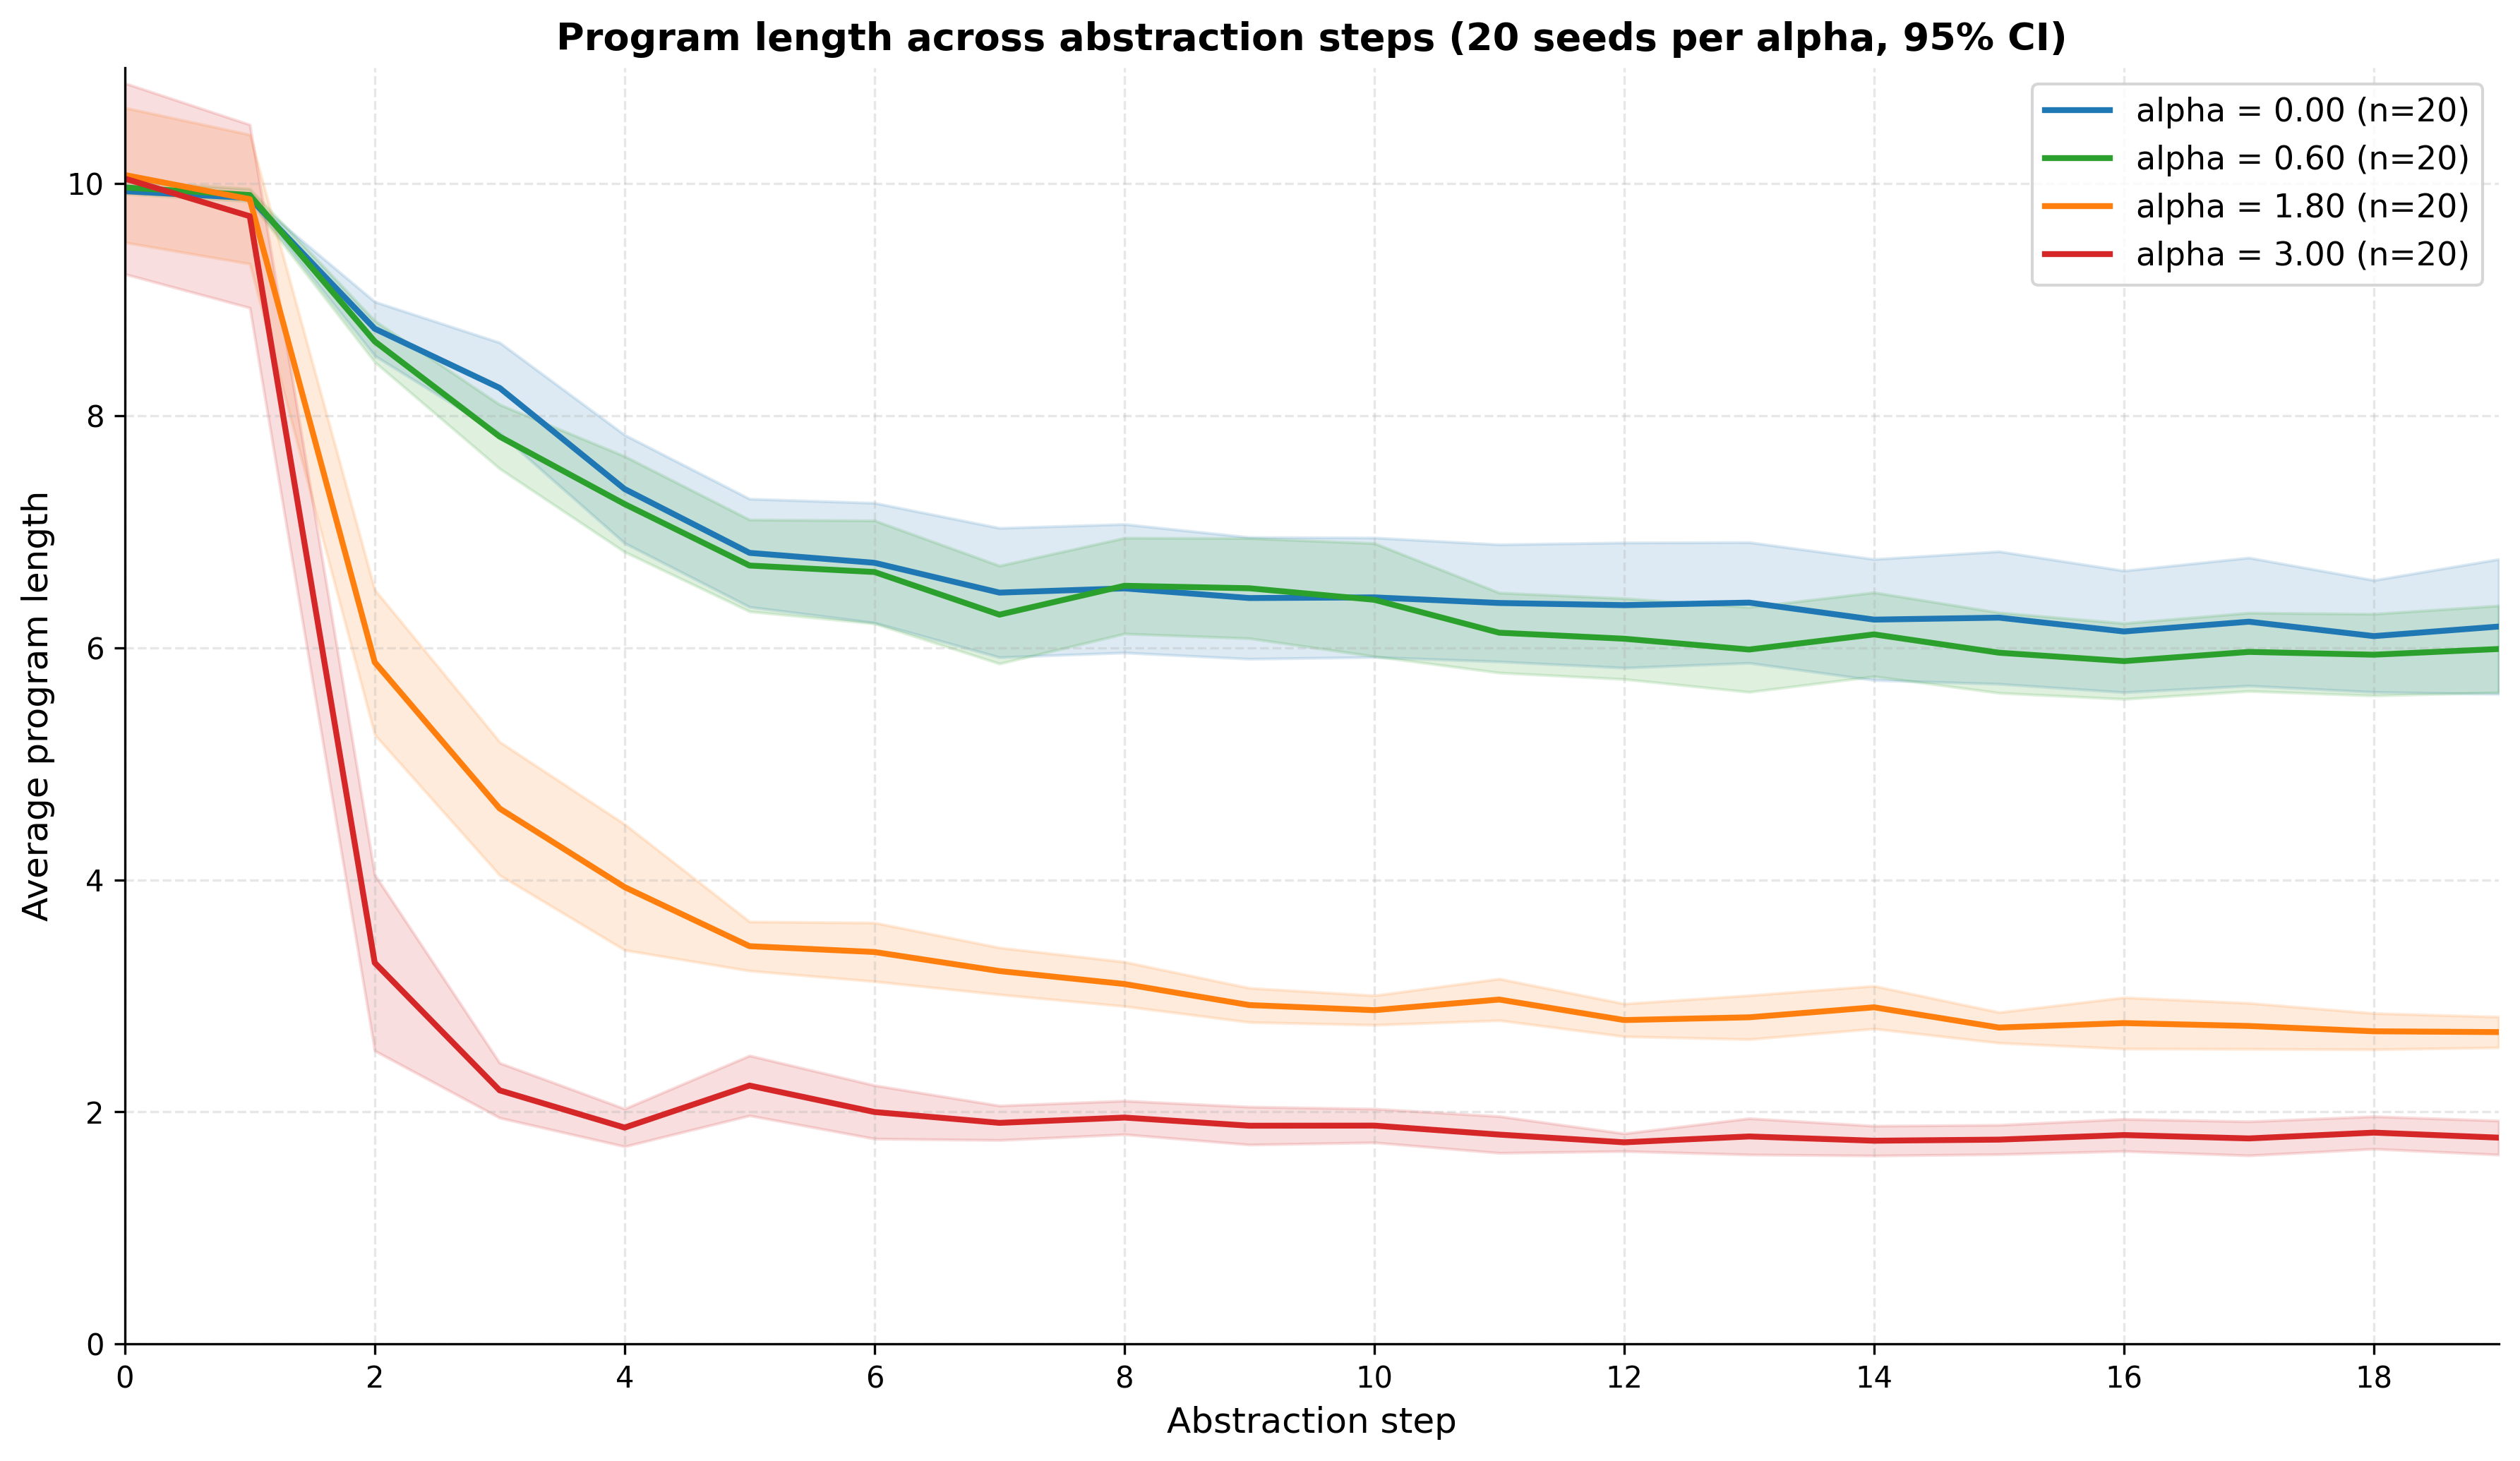 Program length across abstraction steps (20 seeds per alpha, 95% CI)
alpha = 0.00 (n=20)
alpha = 0.60 (n=20)
alpha = 1.80 (n=20)
alpha = 3.00 (n=20)
Average program length
10
8
6
4
2
0
0 2 4 6 8 10 12 14 16 18
Abstraction step